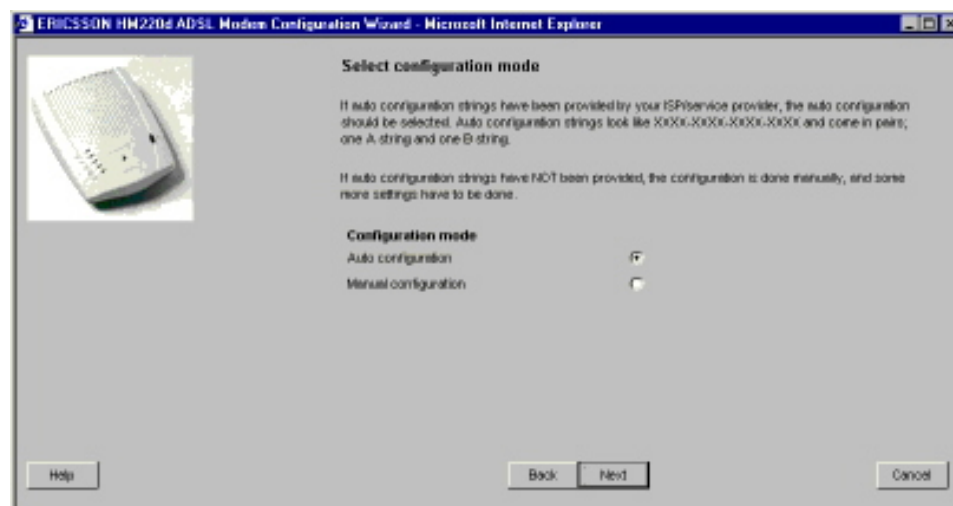 ERICSSON HM220d ADSL Modem Configuration Wizard - Microsoft Internet Explorer
Select configuration mode
If auto configuration strings have been provided by your ISP/service provider, the auto configuration
should be selected. Auto configuration strings look like XXXX-XXXX-XXXX-XXXX and come in pairs;
one A string and one B string.
If auto configuration strings have NOT been provided, the configuration is done manually, and some
more settings have to be done.
Configuration mode
Auto configuration
Manual configuration
Help
Back
Next
Cancel